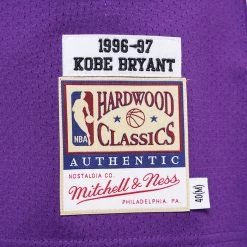 1996-97
KOBE BRYANT
HARDWOOD
NBA
CLASSICS
AUTHENTIC
NOSTALGIA CO.
Mitchell & Ness
PHILADELPHIA, PA.
40(M)